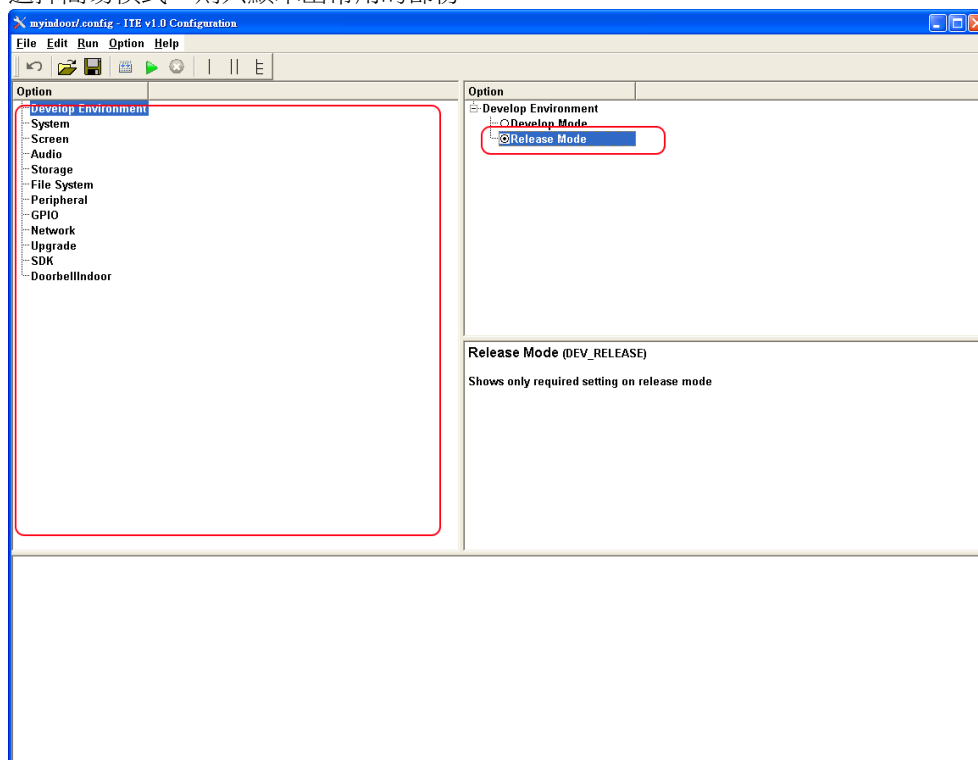 myindoor/.config - ITE v1.0 Configuration
File Edit Run Option Help
Option
Develop Environment
System
Screen
Audio
Storage
File System
Peripheral
GPIO
Network
Upgrade
SDK
DoorbellIndoor
Option
Develop Environment
Develop Mode
Release Mode
Release Mode (DEV_RELEASE)
Shows only required setting on release mode